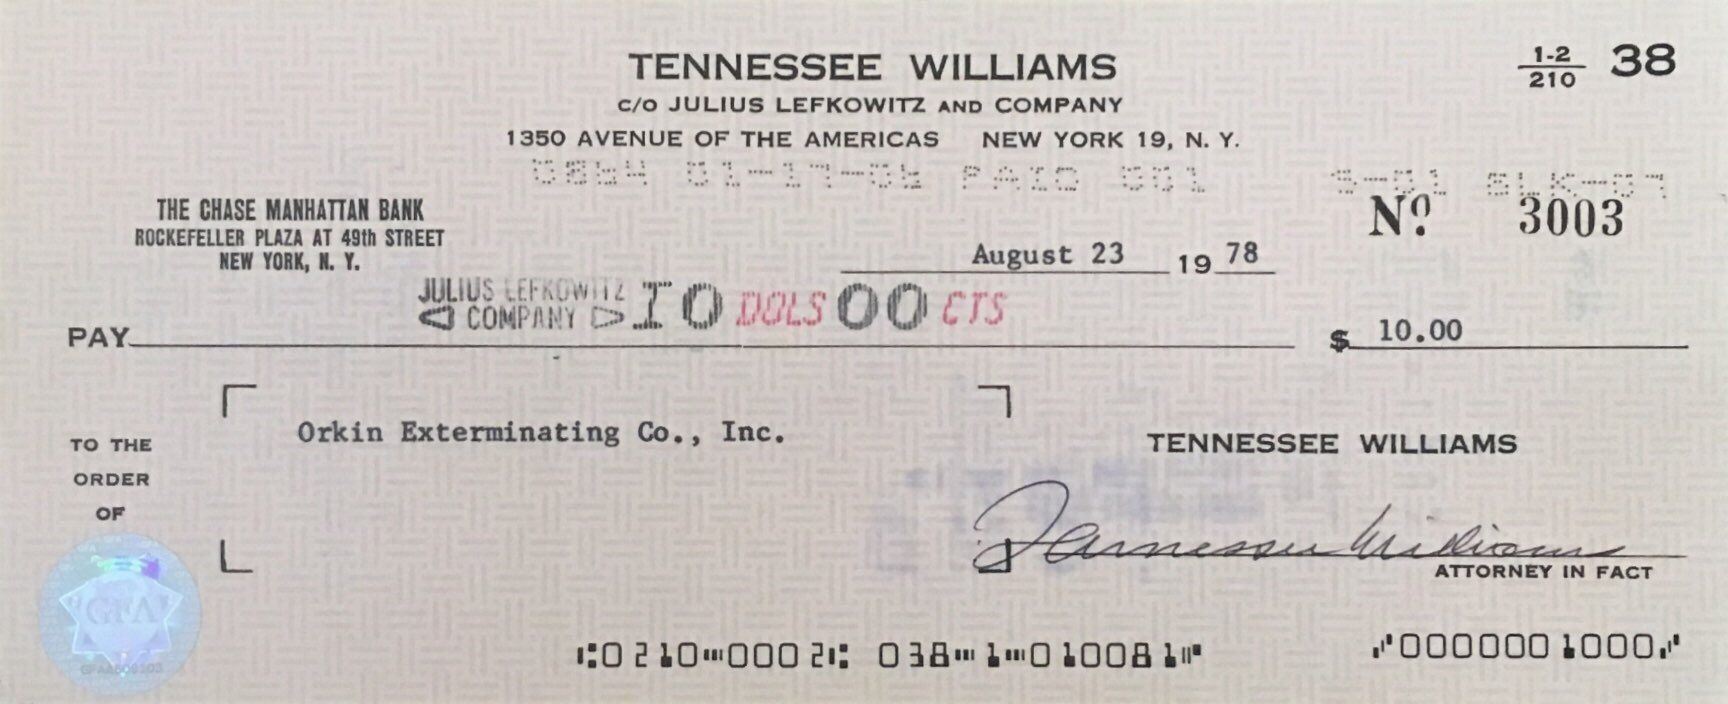 TENNESSEE WILLIAMS
C/O JULIUS LEFKOWITZ AND COMPANY
1350 AVENUE OF THE AMERICAS NEW YORK 19, N. Y.
1-2
210
38
PAID
THE CHASE MANHATTAN BANK
ROCKEFELLER PLAZA AT 49th STREET
NEW YORK, N. Y.
No. 3003
August 23 1978
JULIUS LEFKOWITZ
COMPANY
10 DOLS 00 CTS
PAY
$ 10.00
TO THE
ORDER
OF
Orkin Exterminating Co., Inc.
TENNESSEE WILLIAMS
Tennessee Williams
ATTORNEY IN FACT
GFA
⑆0210⑉0002⑆ 038⑉1⑉010081⑈
⑇0000001000⑇